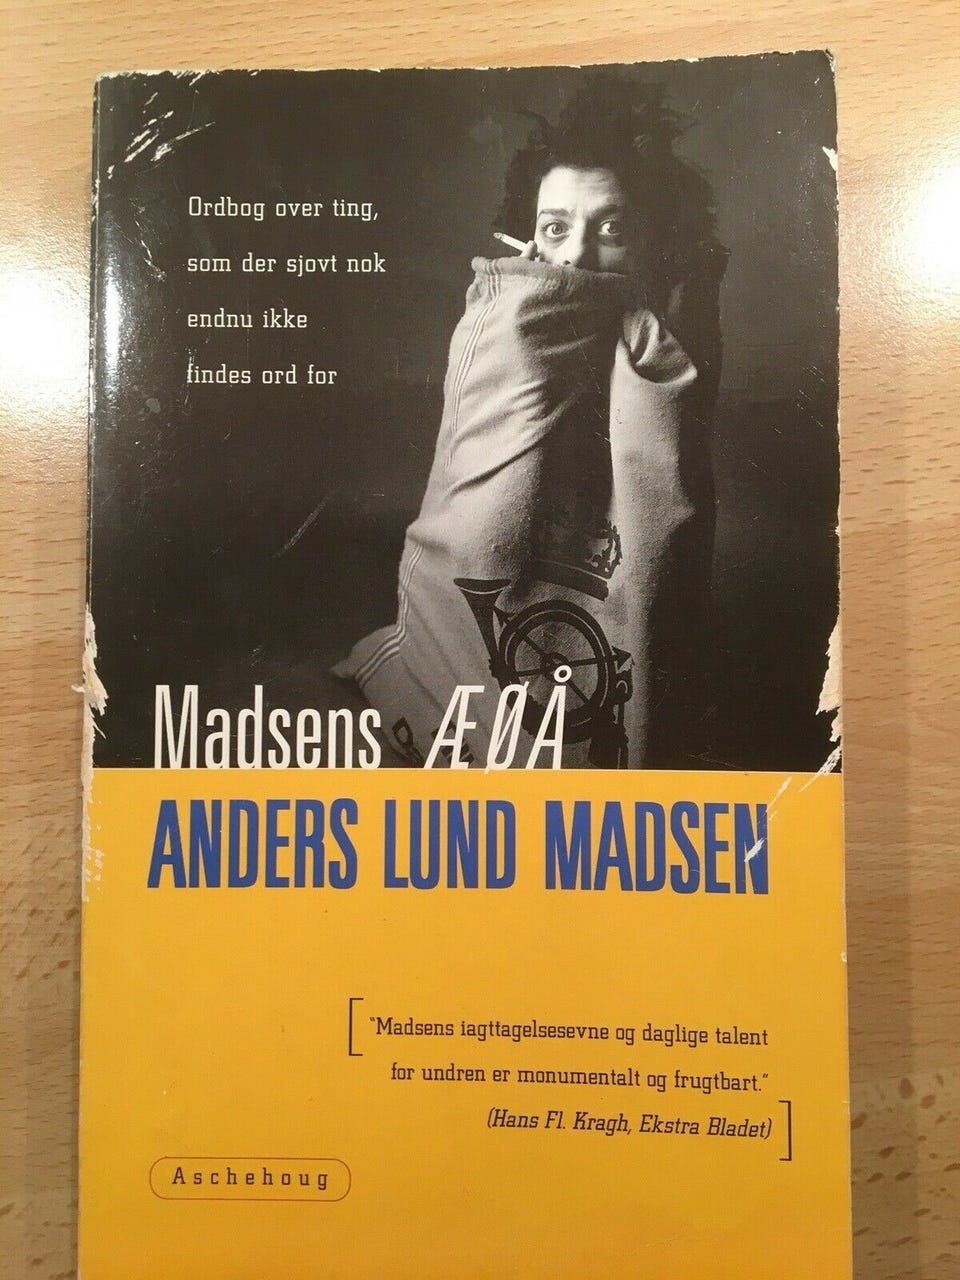 Ordbog over ting,
som der sjovt nok
endnu ikke
findes ord for
Madsens ÆØÅ
ANDERS LUND MADSEN
"Madsens iagttagelsesevne og daglige talent
for undren er monumentalt og frugtbart."
(Hans Fl. Kragh, Ekstra Bladet)
Aschehoug